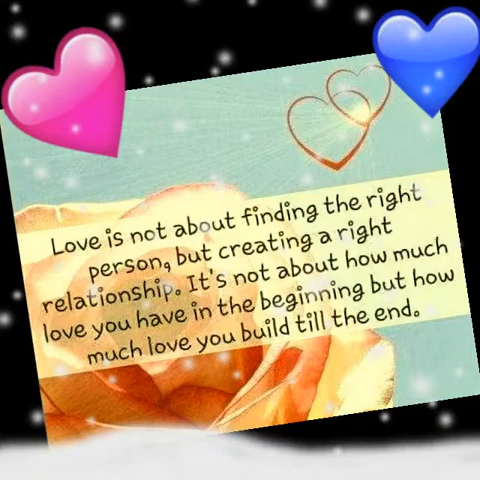 Love is not about finding the right
person, but creating a right
relationship. It's not about how much
love you have in the beginning but how
much love you build till the end.